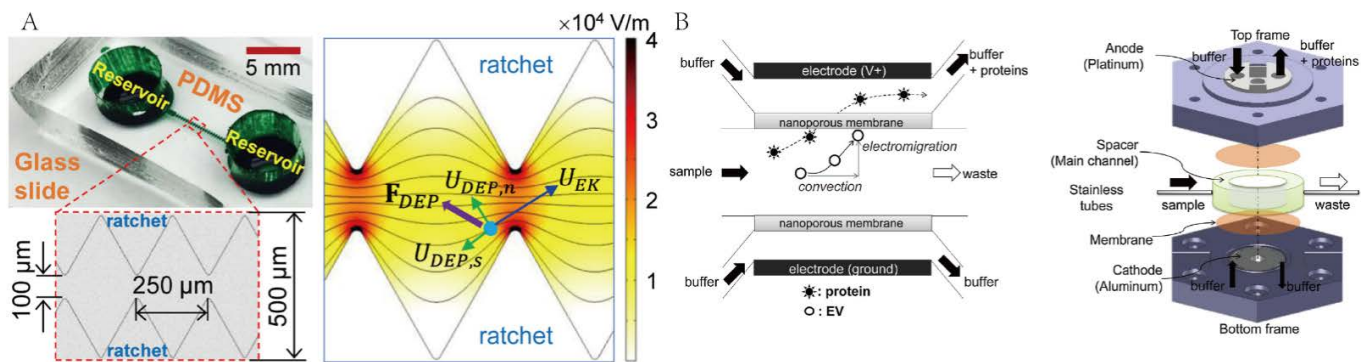 A
5 mm
Reservoir
PDMS
Reservoir
Glass
slide
ratchet
100 µm
250 µm
500 µm
ratchet
×10⁴ V/m
4
3
2
1
ratchet
U_DEP,n
U_EK
F_DEP
U_DEP,s
ratchet
B
buffer
electrode (V+)
buffer
+ proteins
nanoporous membrane
electromigration
sample
convection
waste
nanoporous membrane
buffer
electrode (ground)
buffer
: protein
: EV
Top frame
buffer
buffer
+ proteins
Anode
(Platinum)
Spacer
(Main channel)
Stainless
tubes
sample
waste
Membrane
Cathode
(Aluminum)
buffer
buffer
Bottom frame